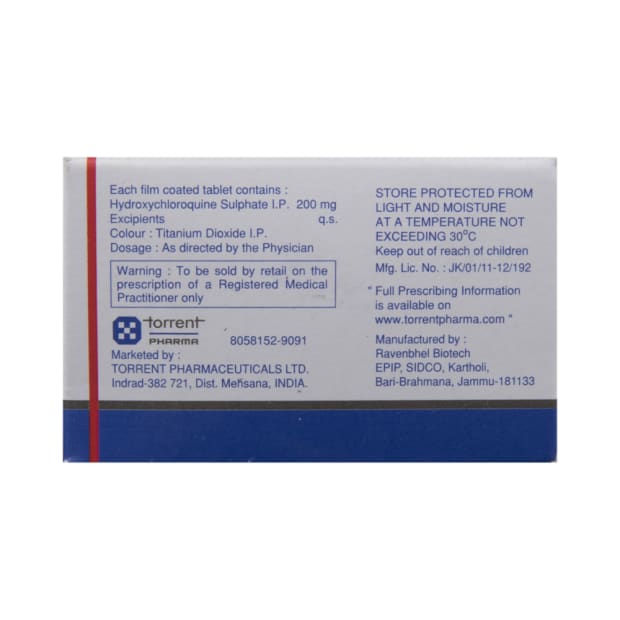 Each film coated tablet contains :
Hydroxychloroquine Sulphate I.P. 200 mg
Excipients q.s.
Colour : Titanium Dioxide I.P.
Dosage : As directed by the Physician
Warning : To be sold by retail on the
prescription of a Registered Medical
Practitioner only
torrent
PHARMA
8058152-9091
Marketed by :
TORRENT PHARMACEUTICALS LTD.
Indrad-382 721, Dist. Mehsana, INDIA.
STORE PROTECTED FROM
LIGHT AND MOISTURE
AT A TEMPERATURE NOT
EXCEEDING 30°C
Keep out of reach of children
Mfg. Lic. No. : JK/01/11-12/192
" Full Prescribing Information
is available on
www.torrentpharma.com "
Manufactured by :
Ravenbhel Biotech
EPIP, SIDCO, Kartholi,
Bari-Brahmana, Jammu-181133